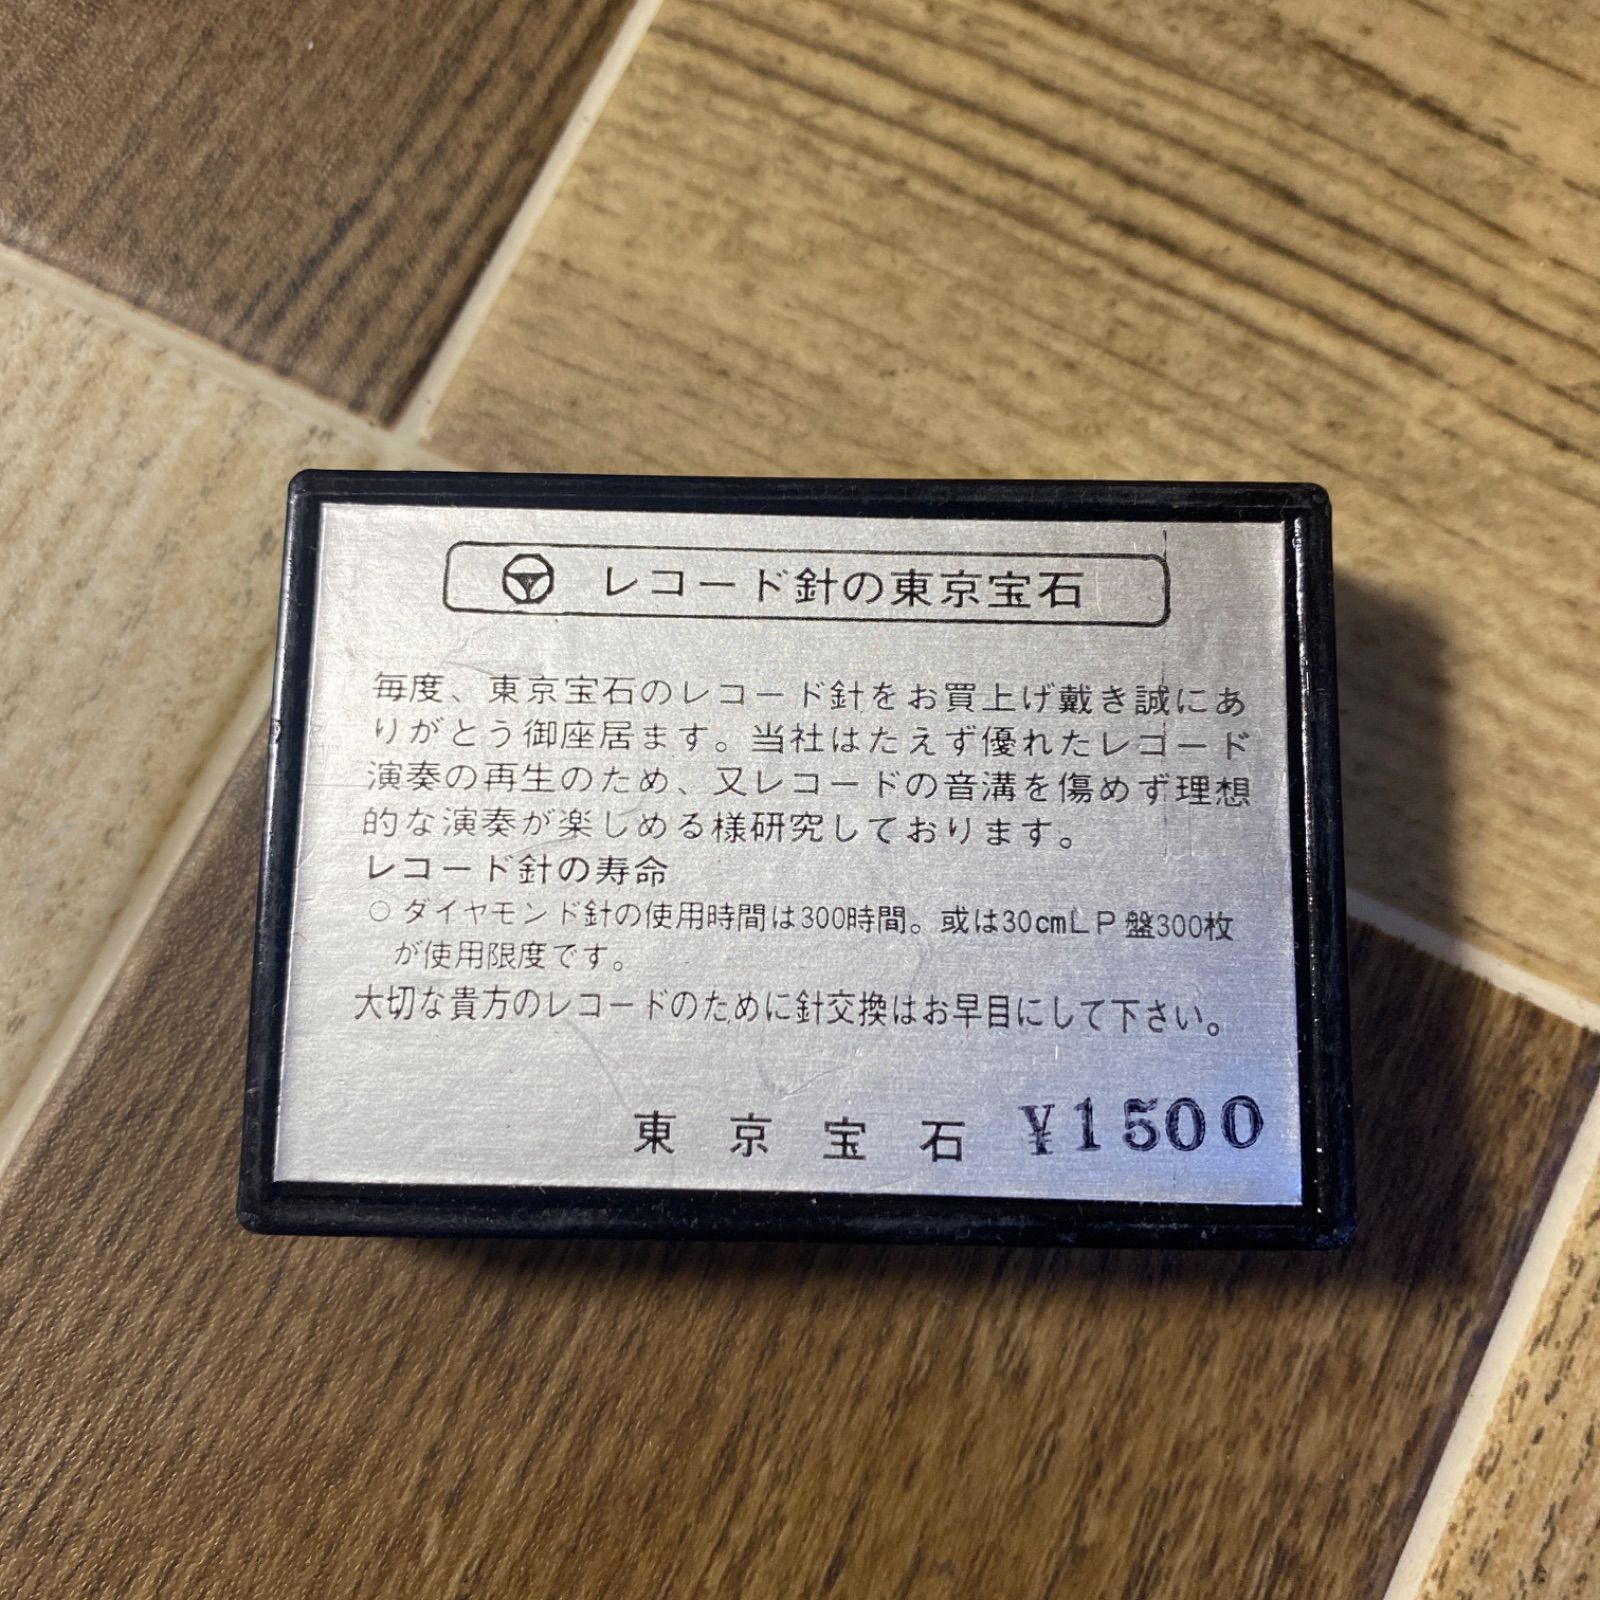 レコード針の東京宝石
毎度、東京宝石のレコード針をお買上げ戴き誠にあ
りがとう御座居ます。当社はたえず優れたレコード
演奏の再生のため、又レコードの音溝を傷めず理想
的な演奏が楽しめる様研究しております。
レコード針の寿命
○ ダイヤモンド針の使用時間は300時間。或は30cmLP盤300枚
が使用限度です。
大切な貴方のレコードのために針交換はお早目にして下さい。
東京宝石 ¥1500